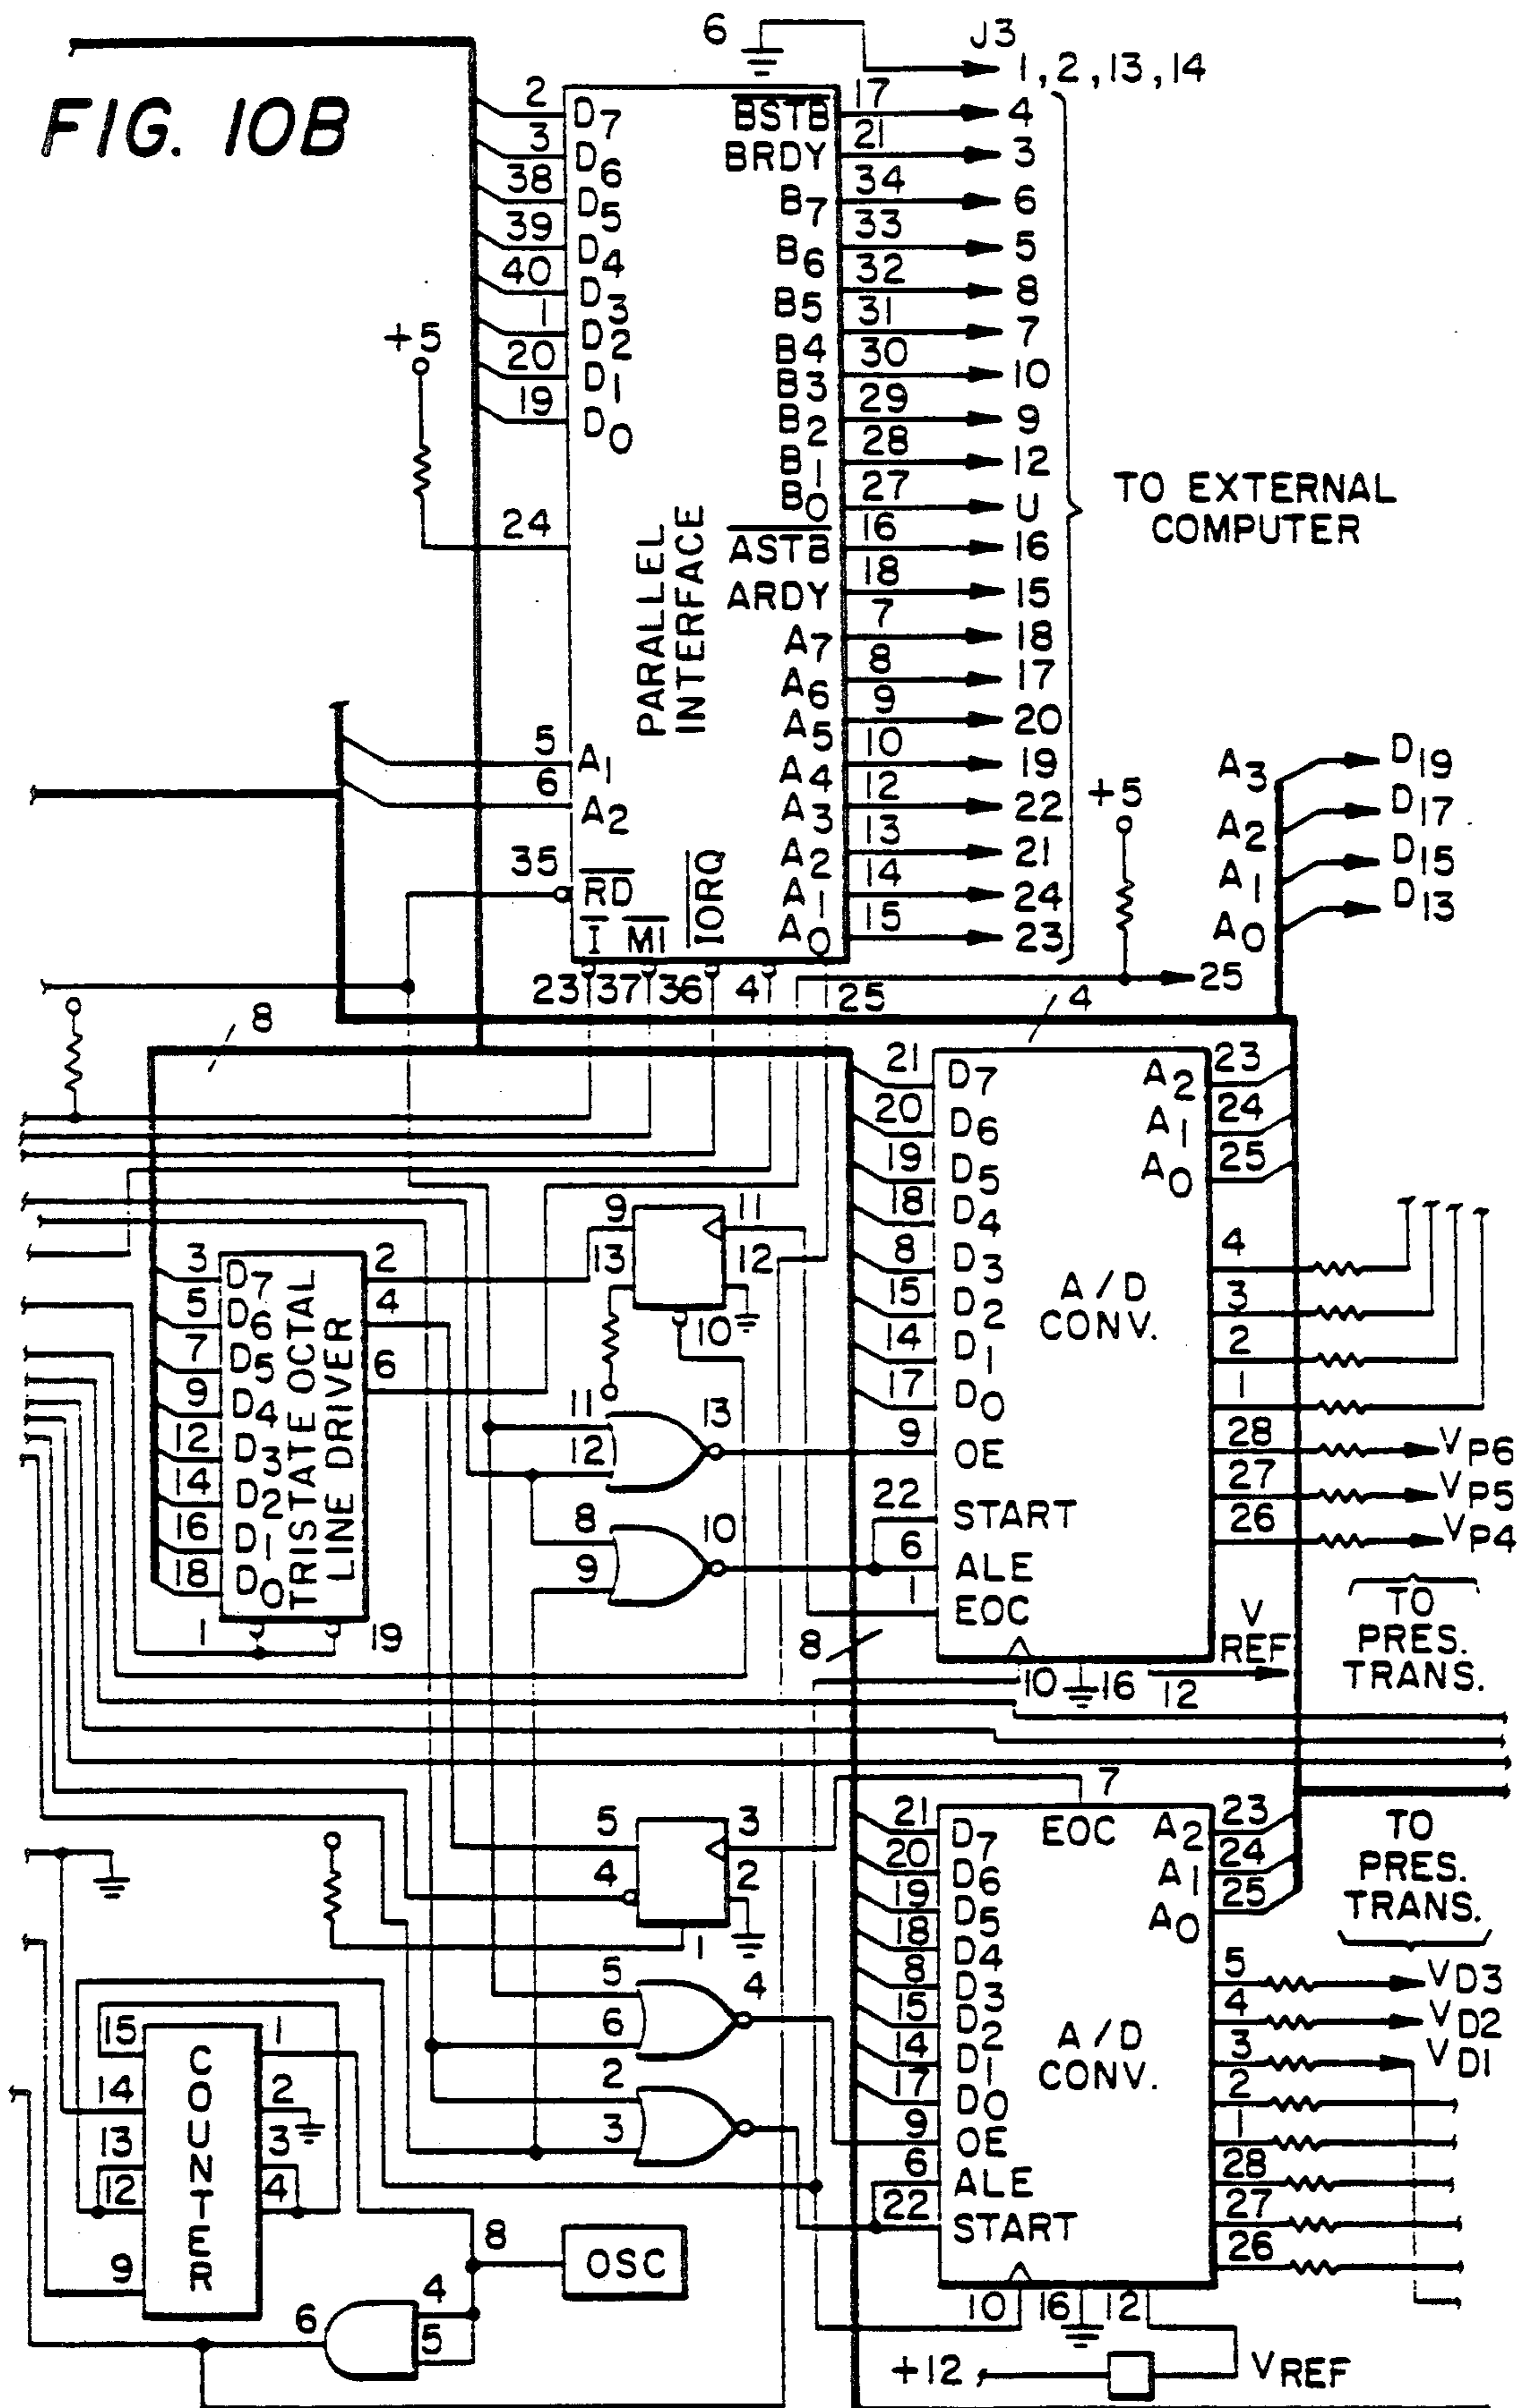 FIG. 10B
6
J3
1, 2, 13, 14
2 D7 BSTB 17 4
3 D6 BRDY 21 3
38 D5 B7 34 6
39 D4 B6 33 5
40 D3 B5 32 8
1 D2 B4 31 7
20 D1 B3 30 10
19 D0 B2 29 9
B1 28 12
B0 27 U
+5
24
ASTB 16 16
ARDY 18 15
A7 7 18
A6 8 17
A5 9 20
5 A1 A4 10 19
6 A2 A3 12 22
A2 13 21
35 RD A1 14 24
A0 15 23
I MI IORQ
PARALLEL
INTERFACE
TO EXTERNAL
COMPUTER
+5
A3 D19
A2 D17
A1 D15
A0 D13
23 37 36 4 25
25
8
4
21 D7 A2 23
20 D6 A1 24
19 D5 A0 25
18 D4
8 D3 4
15 D2 3
14 D1 2
17 D0 1
9 OE 28 VP6
22 START 27 VP5
6 ALE 26 VP4
1 EOC
A/D
CONV.
10 16 12
V
REF
TO
PRES.
TRANS.
8
3 D7 2
5 D6 4
7 D5 6
9 D4
12 D3
14 D2
16 D1
18 D0
TRISTATE OCTAL
LINE DRIVER
1 19
9 11
13 12
10
11 13
12
8 10
9
7
21 D7 EOC A2 23
20 D6 A1 24
19 D5 A0 25
18 D4
8 D3 5 VD3
15 D2 4 VD2
14 D1 3 VD1
17 D0 2
9 OE 1
6 ALE 28
22 START 27
26
A/D
CONV.
TO
PRES.
TRANS.
10 16 12
+12 VREF
5 3
4 2
1
5 4
6
2
3
15 1
14 2
13 3
12 4
9
COUNTER
8 OSC
6 4
5